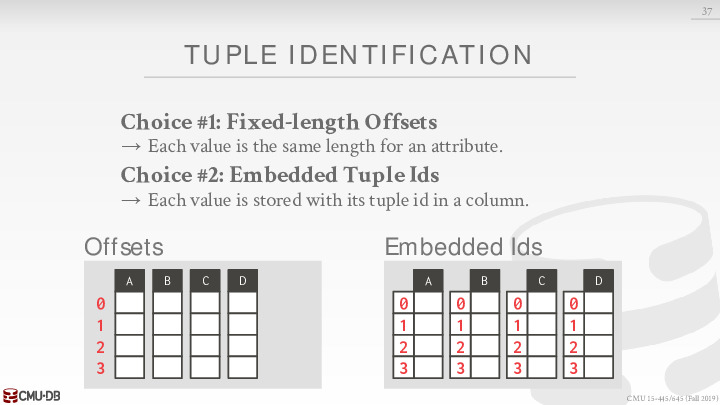 37
TUPLE IDENTIFICATION
Choice #1: Fixed-length Offsets
→ Each value is the same length for an attribute.
Choice #2: Embedded Tuple Ids
→ Each value is stored with its tuple id in a column.
Offsets
A B C D
0
1
2
3
Embedded Ids
A B C D
0 0 0 0
1 1 1 1
2 2 2 2
3 3 3 3
CMU·DB
CMU 15-445/645 (Fall 2019)